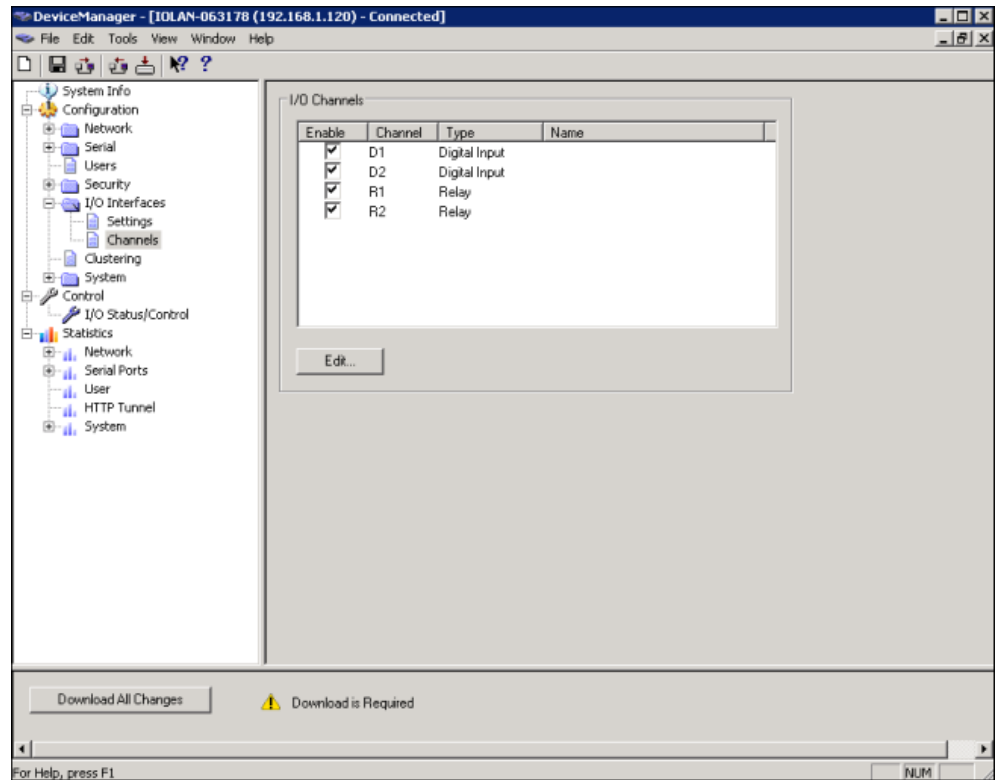 DeviceManager - [IOLAN-063178 (192.168.1.120) - Connected]
File Edit Tools View Window Help
System Info
Configuration
Network
Serial
Users
Security
I/O Interfaces
Settings
Channels
Clustering
System
Control
I/O Status/Control
Statistics
Network
Serial Ports
User
HTTP Tunnel
System
I/O Channels
Enable Channel Type Name
D1 Digital Input
D2 Digital Input
R1 Relay
R2 Relay
Edit...
Download All Changes
Download is Required
For Help, press F1
NUM